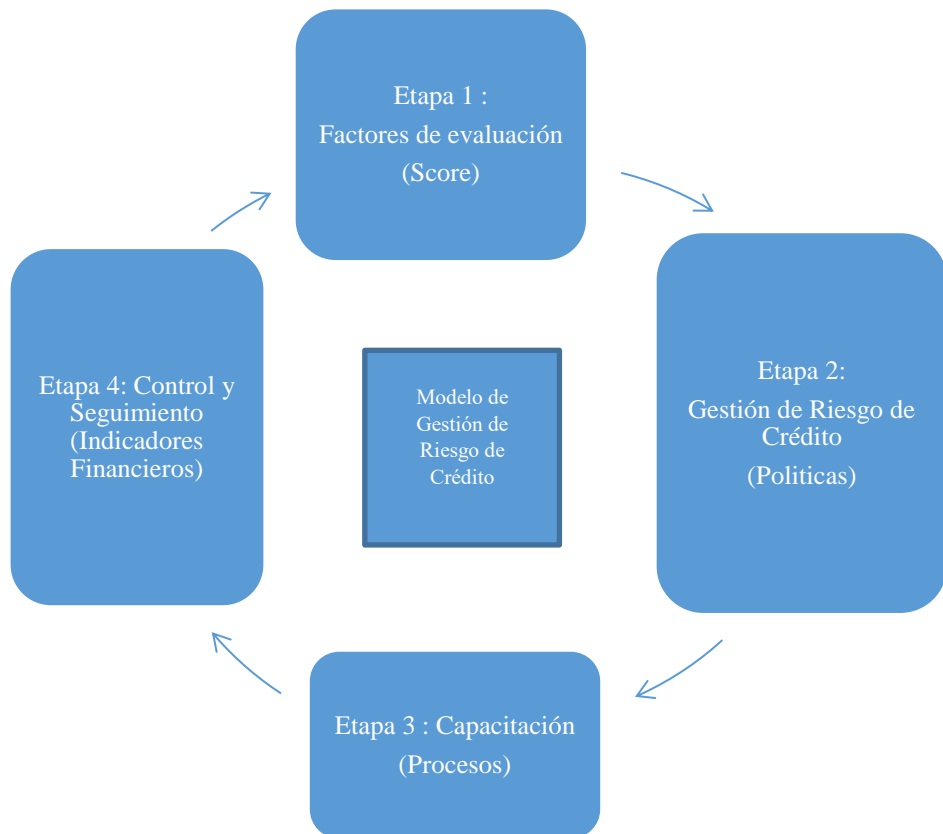 Etapa 1 :
Factores de evaluación
(Score)
Etapa 2:
Gestión de Riesgo de
Crédito
(Politicas)
Etapa 3 : Capacitación
(Procesos)
Etapa 4: Control y
Seguimiento
(Indicadores
Financieros)
Modelo de
Gestión de
Riesgo de
Crédito